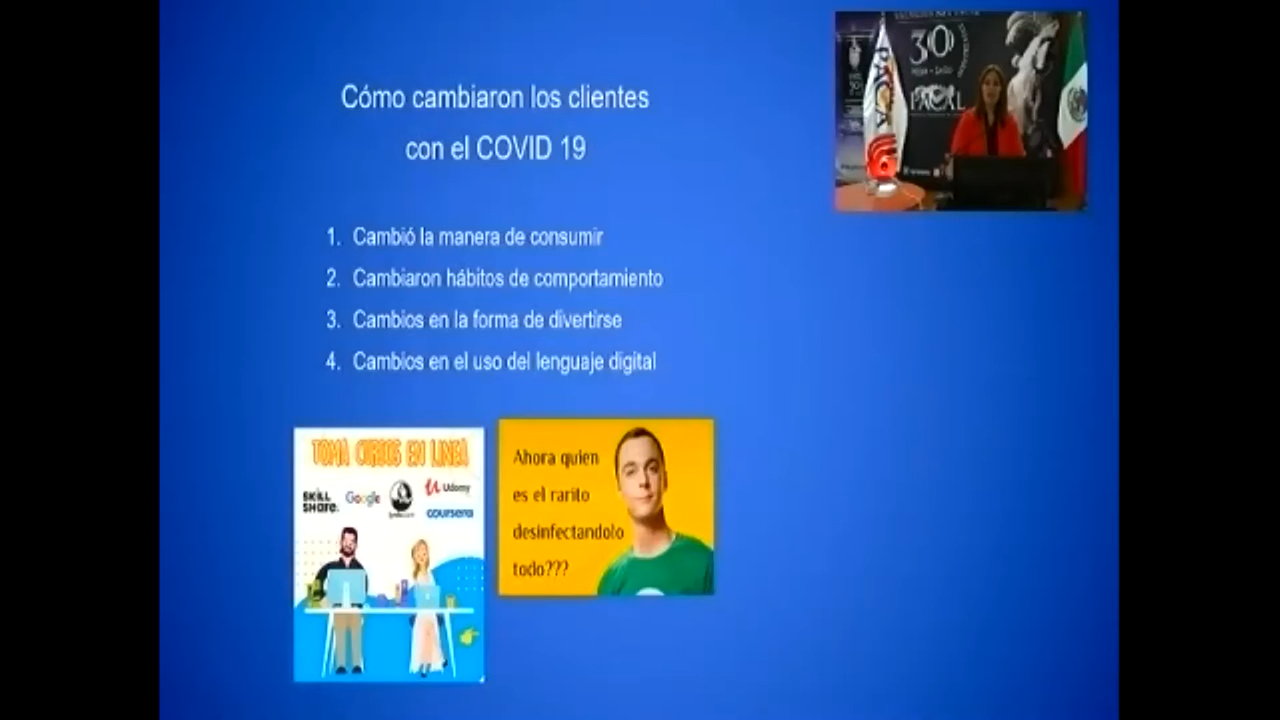 Cómo cambiaron los clientes
con el COVID 19
1. Cambió la manera de consumir
2. Cambiaron hábitos de comportamiento
3. Cambios en la forma de divertirse
4. Cambios en el uso del lenguaje digital
TOMA CURSOS EN LINEA
SKILL
SHARE.
Google
Udemy
coursera
Ahora quien
es el rarito
desinfectandolo
todo???
30
PACAL